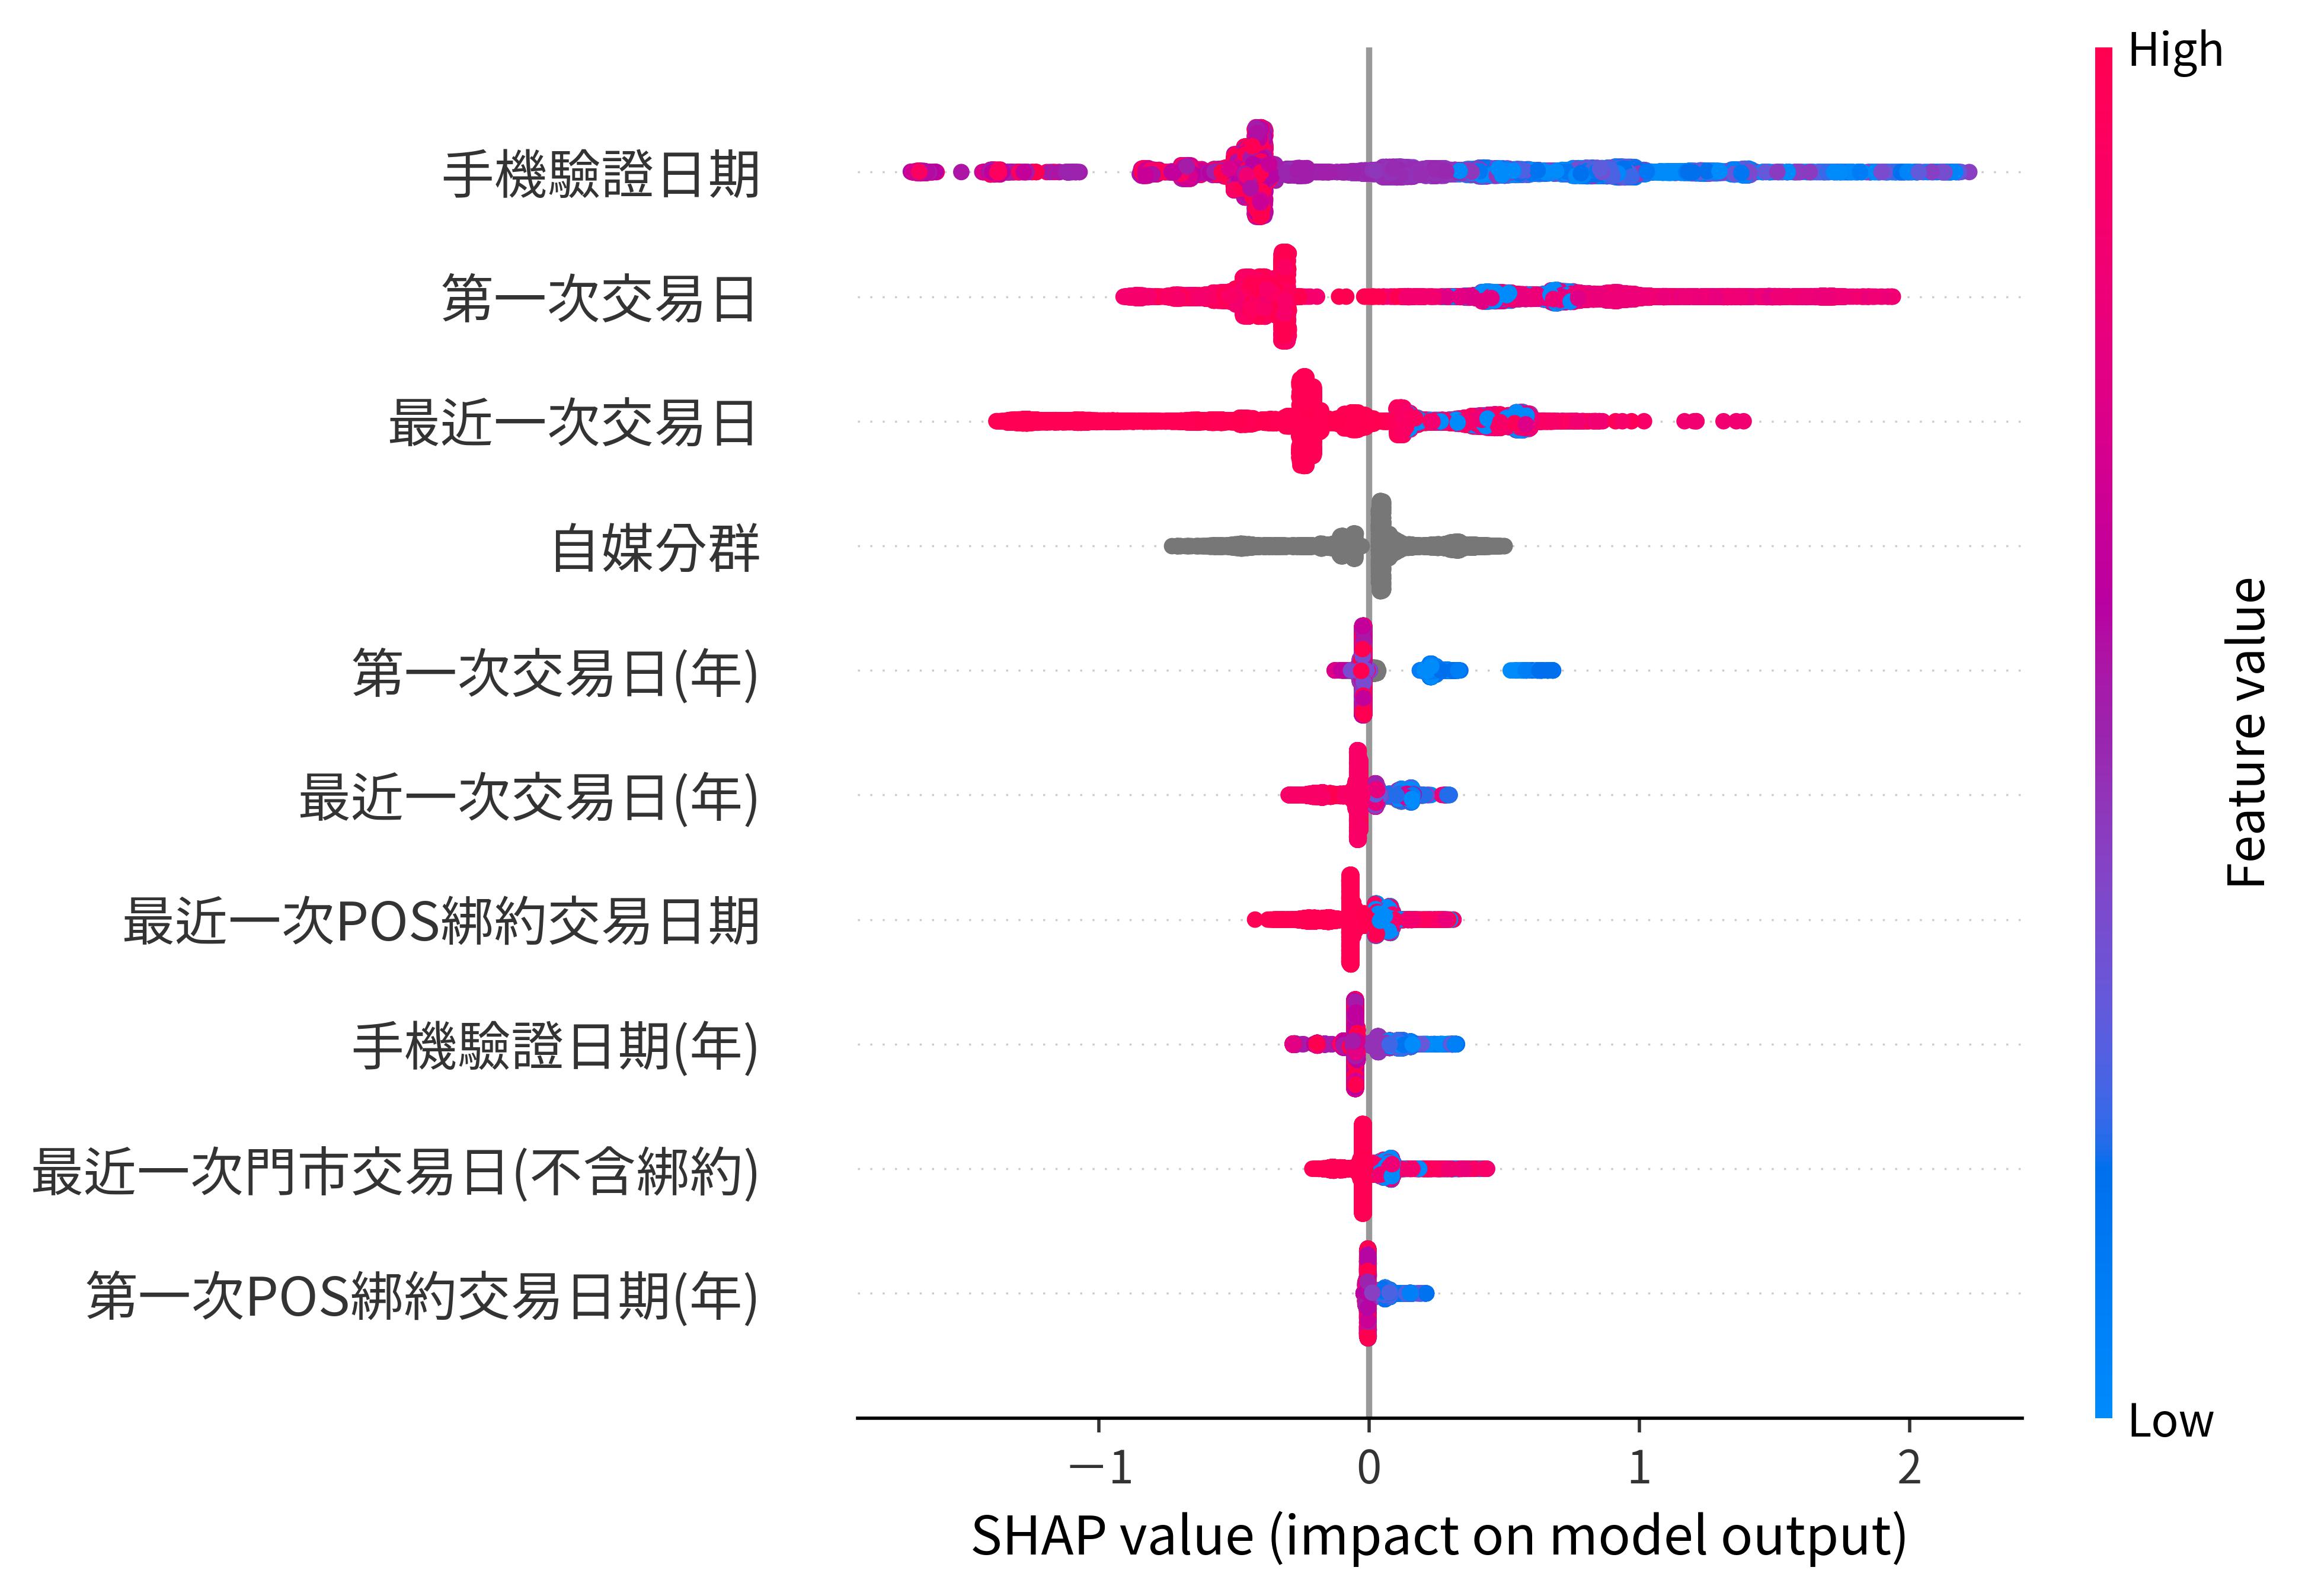 High
手機驗證日期
第一次交易日
最近一次交易日
自媒分群
第一次交易日(年)
最近一次交易日(年)
最近一次POS綁約交易日期
手機驗證日期(年)
最近一次門市交易日(不含綁約)
第一次POS綁約交易日期(年)
Feature value
Low
−1 0 1 2
SHAP value (impact on model output)